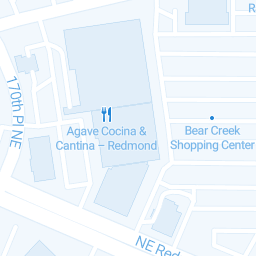 170th Pl NE
Agave Cocina &
Cantina – Redmond
Bear Creek
Shopping Center
NE Red
R